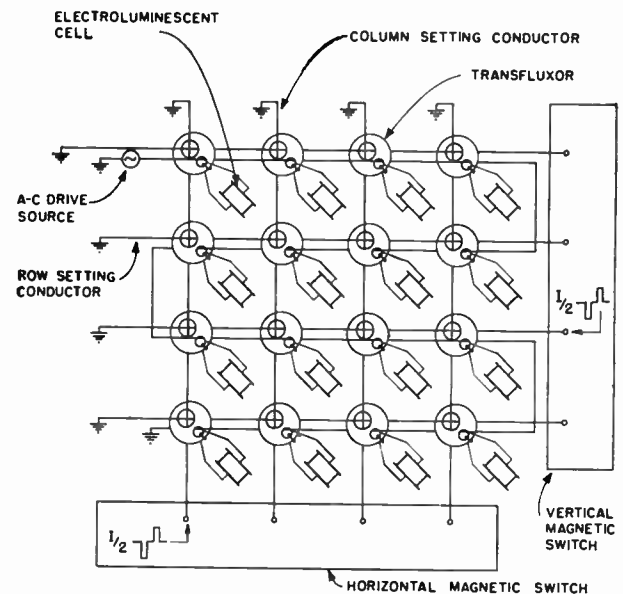 ELECTROLUMINESCENT
CELL
COLUMN SETTING CONDUCTOR
TRANSFLUXOR
A-C DRIVE
SOURCE
ROW SETTING
CONDUCTOR
I/2
I/2
VERTICAL
MAGNETIC
SWITCH
HORIZONTAL MAGNETIC SWITCH